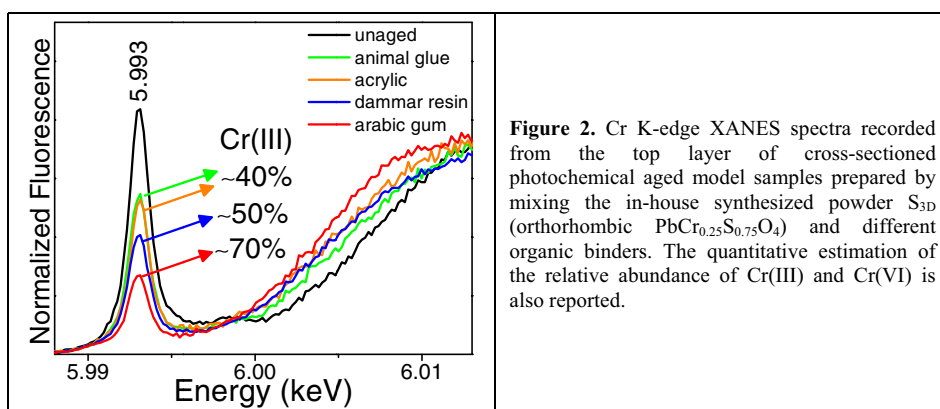 Normalized Fluorescence
5.993
unaged
animal glue
acrylic
dammar resin
arabic gum
Cr(III)
~40%
~50%
~70%
5.99
6.00
6.01
Energy (keV)
Figure 2. Cr K-edge XANES spectra recorded
from the top layer of cross-sectioned
photochemical aged model samples prepared by
mixing the in-house synthesized powder S3D
(orthorhombic PbCr0.25S0.75O4) and different
organic binders. The quantitative estimation of
the relative abundance of Cr(III) and Cr(VI) is
also reported.